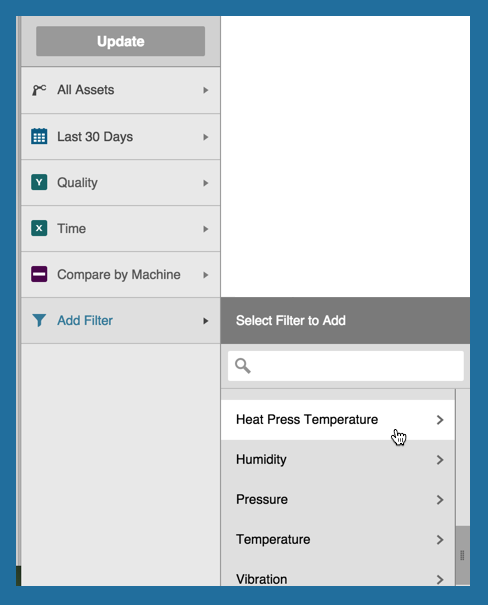 Update
All Assets
Last 30 Days
Y
Quality
X
Time
Compare by Machine
Add Filter
Select Filter to Add
Heat Press Temperature
Humidity
Pressure
Temperature
Vibration